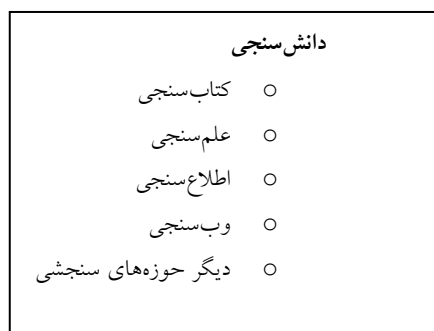 دانش‌سنجی
○ کتاب‌سنجی
○ علم‌سنجی
○ اطلاع‌سنجی
○ وب‌سنجی
○ دیگر حوزه‌های سنجشی